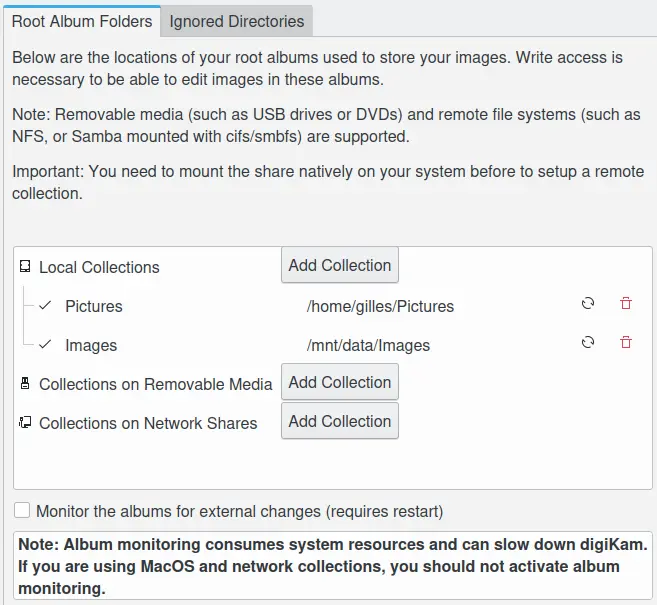 Root Album Folders Ignored Directories
Below are the locations of your root albums used to store your images. Write access is
necessary to be able to edit images in these albums.
Note: Removable media (such as USB drives or DVDs) and remote file systems (such as
NFS, or Samba mounted with cifs/smbfs) are supported.
Important: You need to mount the share natively on your system before to setup a remote
collection.
Local Collections Add Collection
Pictures /home/gilles/Pictures
Images /mnt/data/Images
Collections on Removable Media Add Collection
Collections on Network Shares Add Collection
Monitor the albums for external changes (requires restart)
Note: Album monitoring consumes system resources and can slow down digiKam.
If you are using MacOS and network collections, you should not activate album
monitoring.